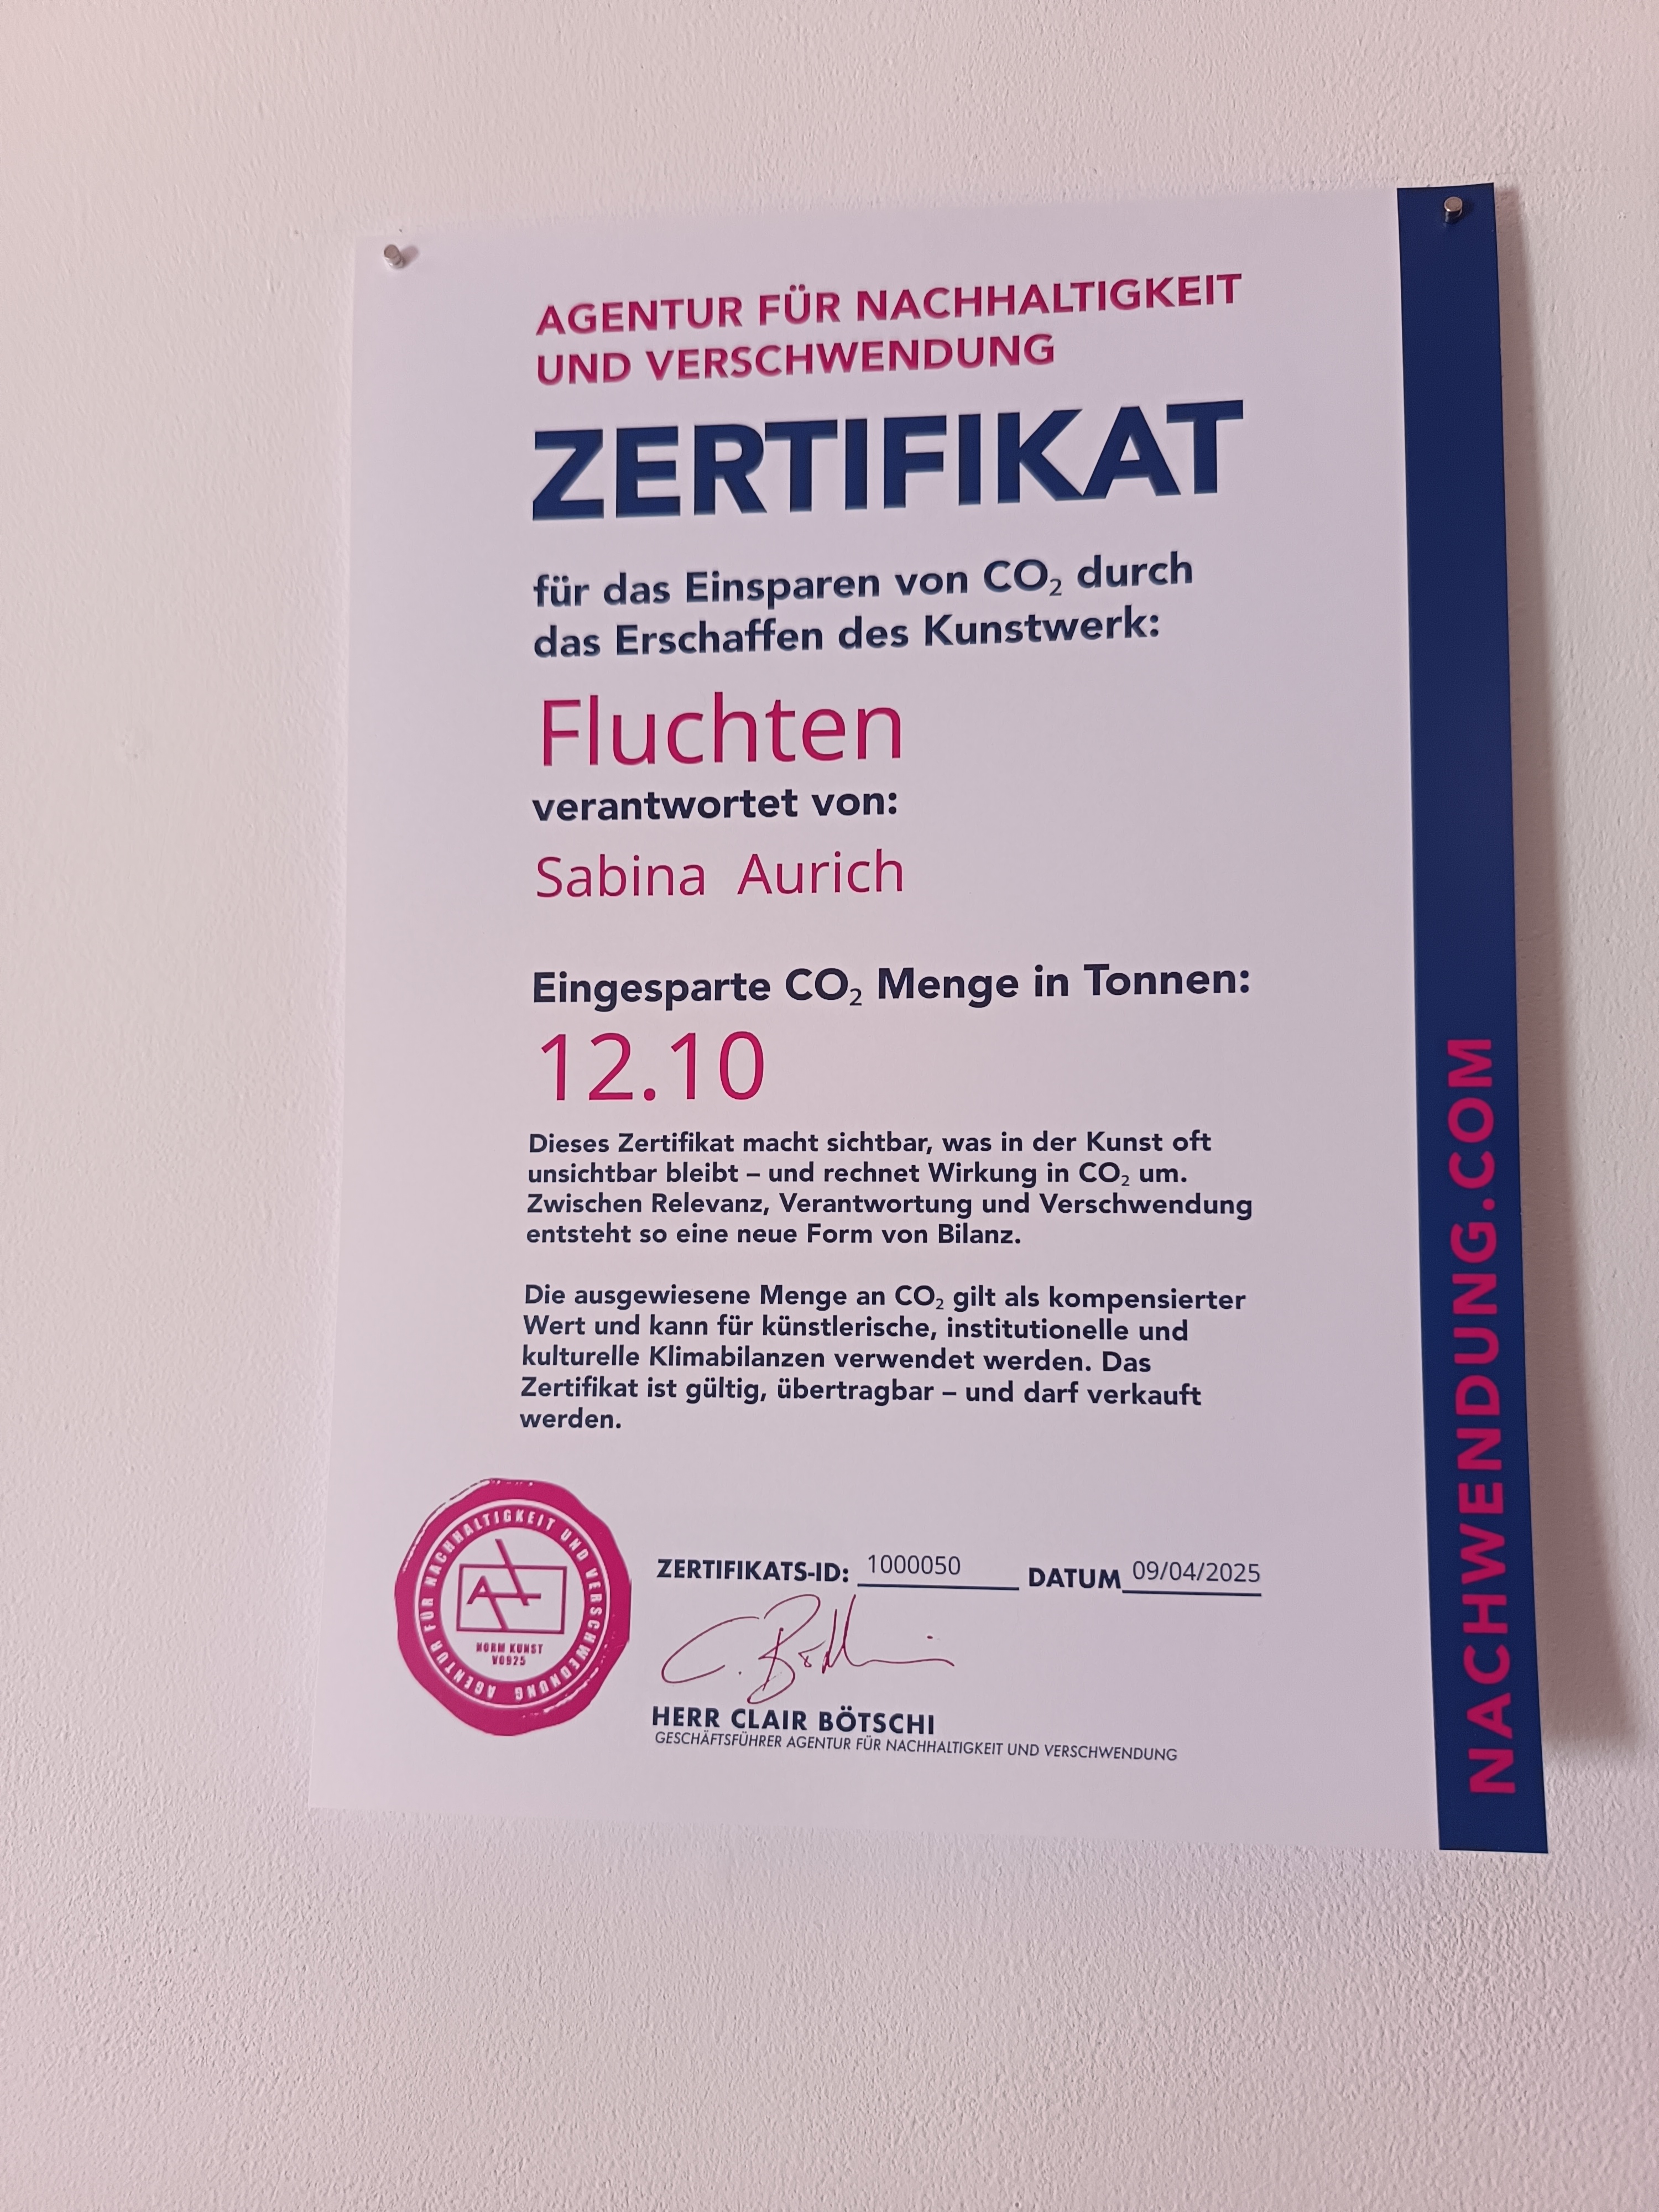 AGENTUR FÜR NACHHALTIGKEIT
UND VERSCHWENDUNG
ZERTIFIKAT
für das Einsparen von CO₂ durch
das Erschaffen des Kunstwerk:
Fluchten
verantwortet von:
Sabina Aurich
Eingesparte CO₂ Menge in Tonnen:
12.10
Dieses Zertifikat macht sichtbar, was in der Kunst oft
unsichtbar bleibt – und rechnet Wirkung in CO₂ um.
Zwischen Relevanz, Verantwortung und Verschwendung
entsteht so eine neue Form von Bilanz.
Die ausgewiesene Menge an CO₂ gilt als kompensierter
Wert und kann für künstlerische, institutionelle und
kulturelle Klimabilanzen verwendet werden. Das
Zertifikat ist gültig, übertragbar – und darf verkauft
werden.
AGENTUR FÜR NACHHALTIGKEIT UND VERSCHWEDNUNG
NORM KUNST
V0925
ZERTIFIKATS-ID: 1000050 DATUM 09/04/2025
C. Bötschi
HERR CLAIR BÖTSCHI
GESCHÄFTSFÜHRER AGENTUR FÜR NACHHALTIGKEIT UND VERSCHWENDUNG
NACHWENDUNG.COM